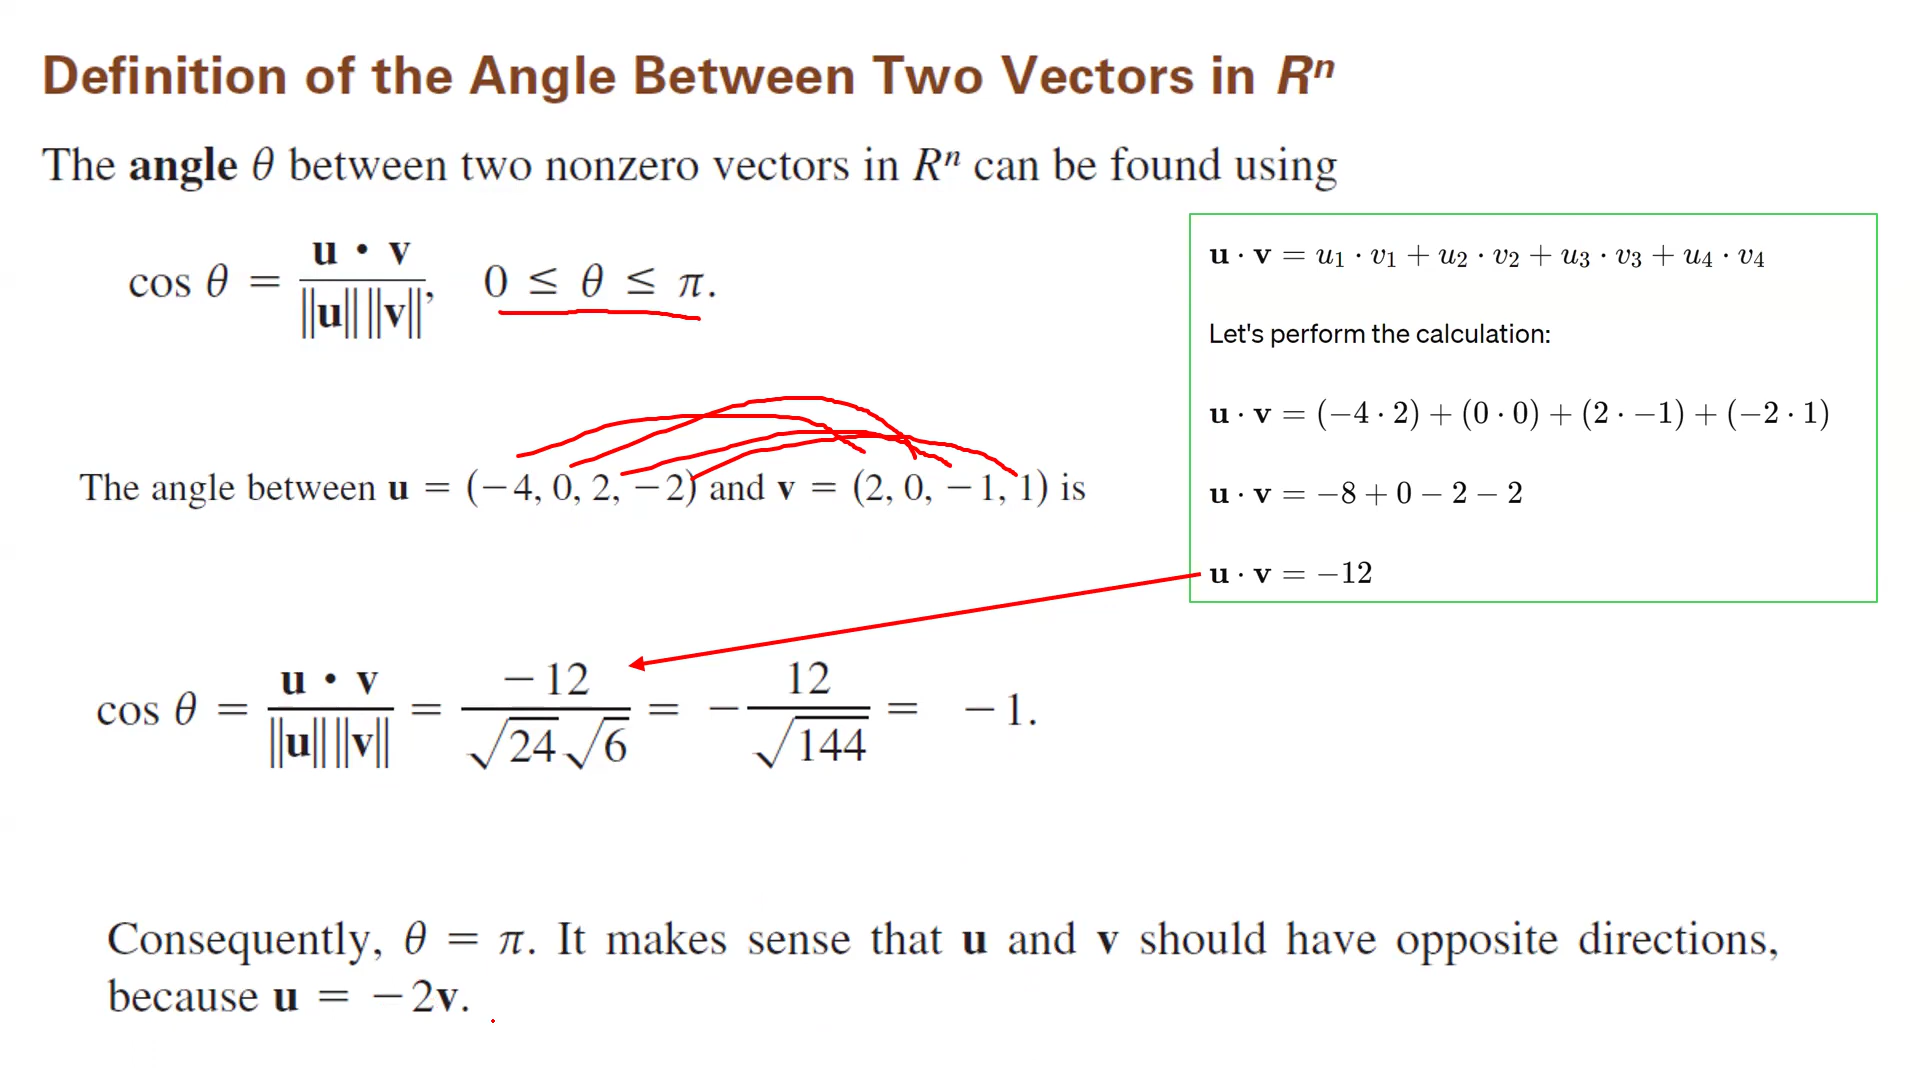 Definition of the Angle Between Two Vectors in Rⁿ
The angle θ between two nonzero vectors in Rⁿ can be found using
cos θ = u • v / ‖u‖ ‖v‖, 0 ≤ θ ≤ π.
u · v = u₁ · v₁ + u₂ · v₂ + u₃ · v₃ + u₄ · v₄
Let's perform the calculation:
u · v = (−4 · 2) + (0 · 0) + (2 · −1) + (−2 · 1)
u · v = −8 + 0 − 2 − 2
u · v = −12
The angle between u = (−4, 0, 2, −2) and v = (2, 0, −1, 1) is
cos θ = u • v / ‖u‖ ‖v‖ = −12 / √24 √6 = − 12 / √144 = −1.
Consequently, θ = π. It makes sense that u and v should have opposite directions,
because u = −2v.